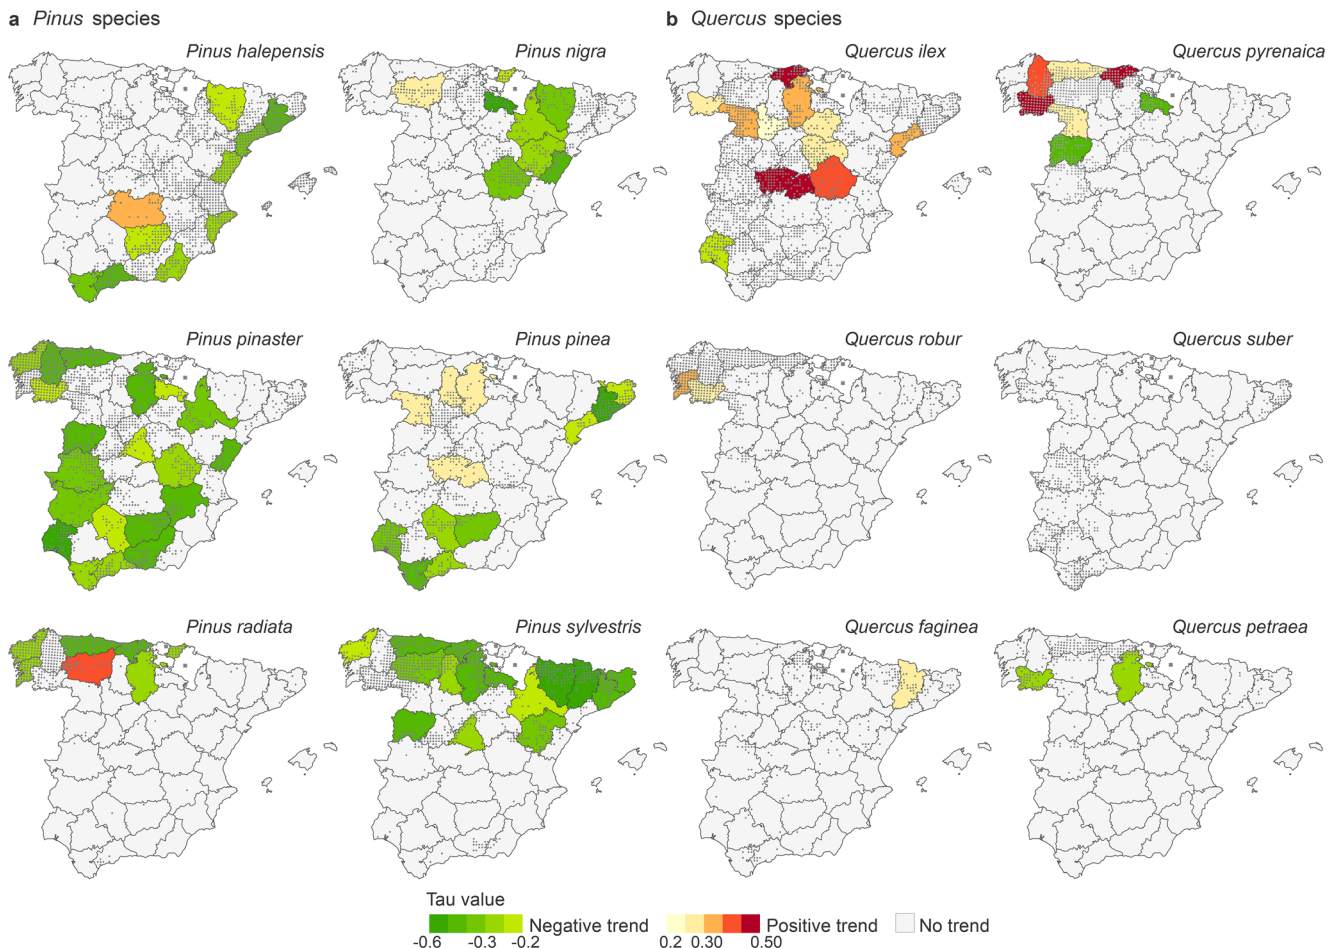 a Pinus species
b Quercus species
Pinus halepensis
Pinus nigra
Quercus ilex
Quercus pyrenaica
Pinus pinaster
Pinus pinea
Quercus robur
Quercus suber
Pinus radiata
Pinus sylvestris
Quercus faginea
Quercus petraea
Tau value
Negative trend
Positive trend
No trend
-0.6 -0.3 -0.2
0.2 0.30 0.50